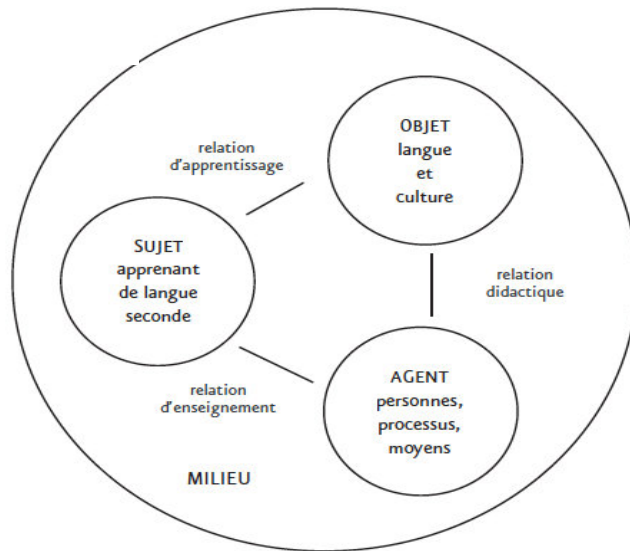 OBJET
langue
et
culture
relation
d'apprentissage
SUJET
apprenant
de langue
seconde
relation
didactique
AGENT
personnes,
processus,
moyens
relation
d'enseignement
MILIEU